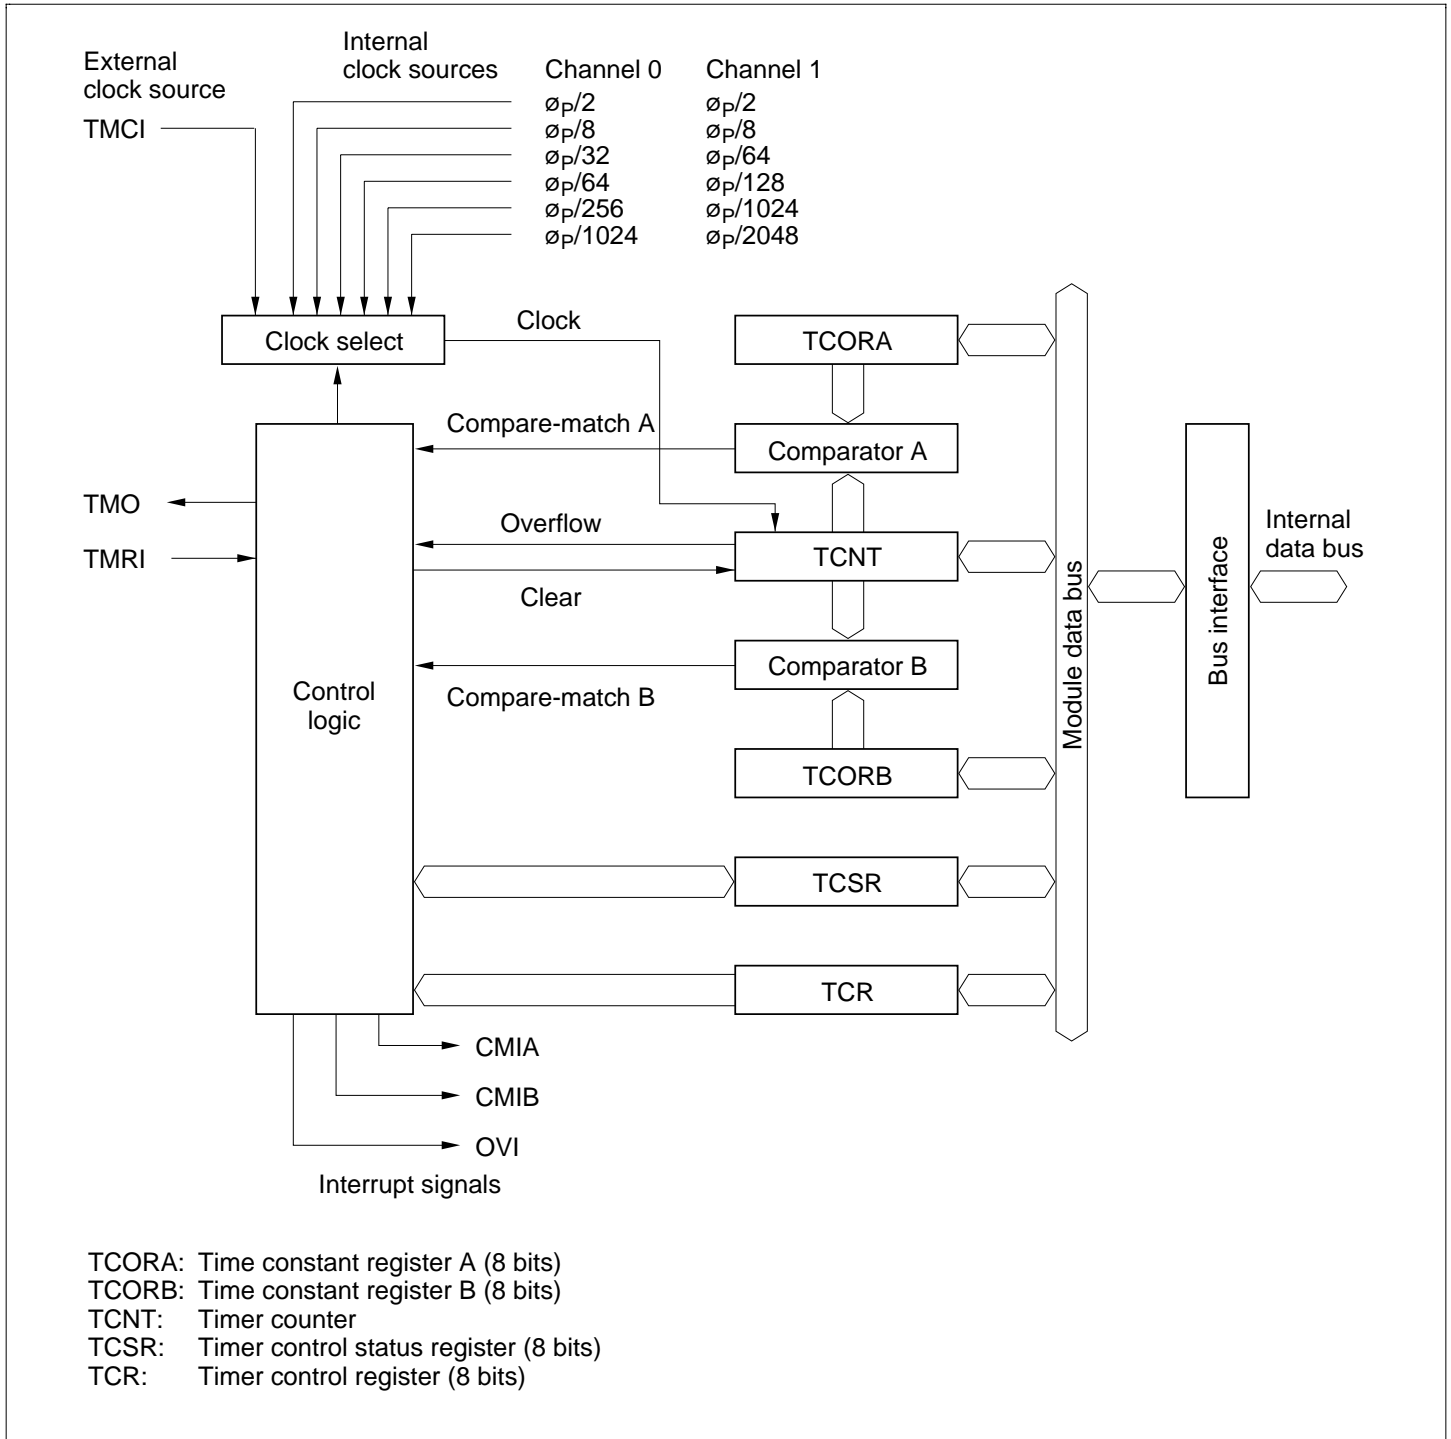 External
clock source
TMCI
Internal
clock sources
Channel 0 Channel 1
øP/2 øP/2
øP/8 øP/8
øP/32 øP/64
øP/64 øP/128
øP/256 øP/1024
øP/1024 øP/2048
Clock select
Clock
TCORA
Compare-match A
Comparator A
TMO
Overflow
TMRI
TCNT
Clear
Internal
data bus
Module data bus
Bus interface
Comparator B
Control
logic
Compare-match B
TCORB
TCSR
TCR
CMIA
CMIB
OVI
Interrupt signals
TCORA: Time constant register A (8 bits)
TCORB: Time constant register B (8 bits)
TCNT: Timer counter
TCSR: Timer control status register (8 bits)
TCR: Timer control register (8 bits)